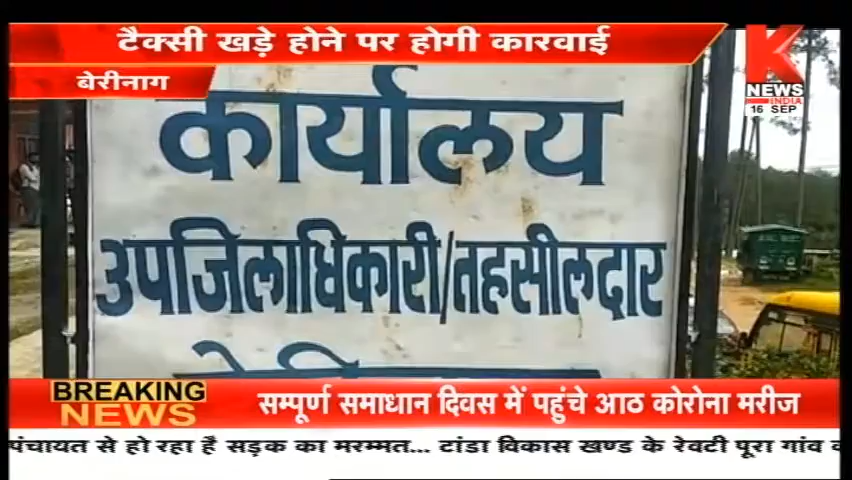 टैक्सी खड़े होने पर होगी कारवाई
बेरीनाग
K
NEWS
INDIA
16 SEP
कार्यालय
उपजिलाधिकारी/तहसीलदार
BREAKING
NEWS
सम्पूर्ण समाधान दिवस में पहुंचे आठ कोरोना मरीज
पंचायत से हो रहा है सड़क का मरम्मत... टांडा विकास खण्ड के रेवटी पूरा गांव